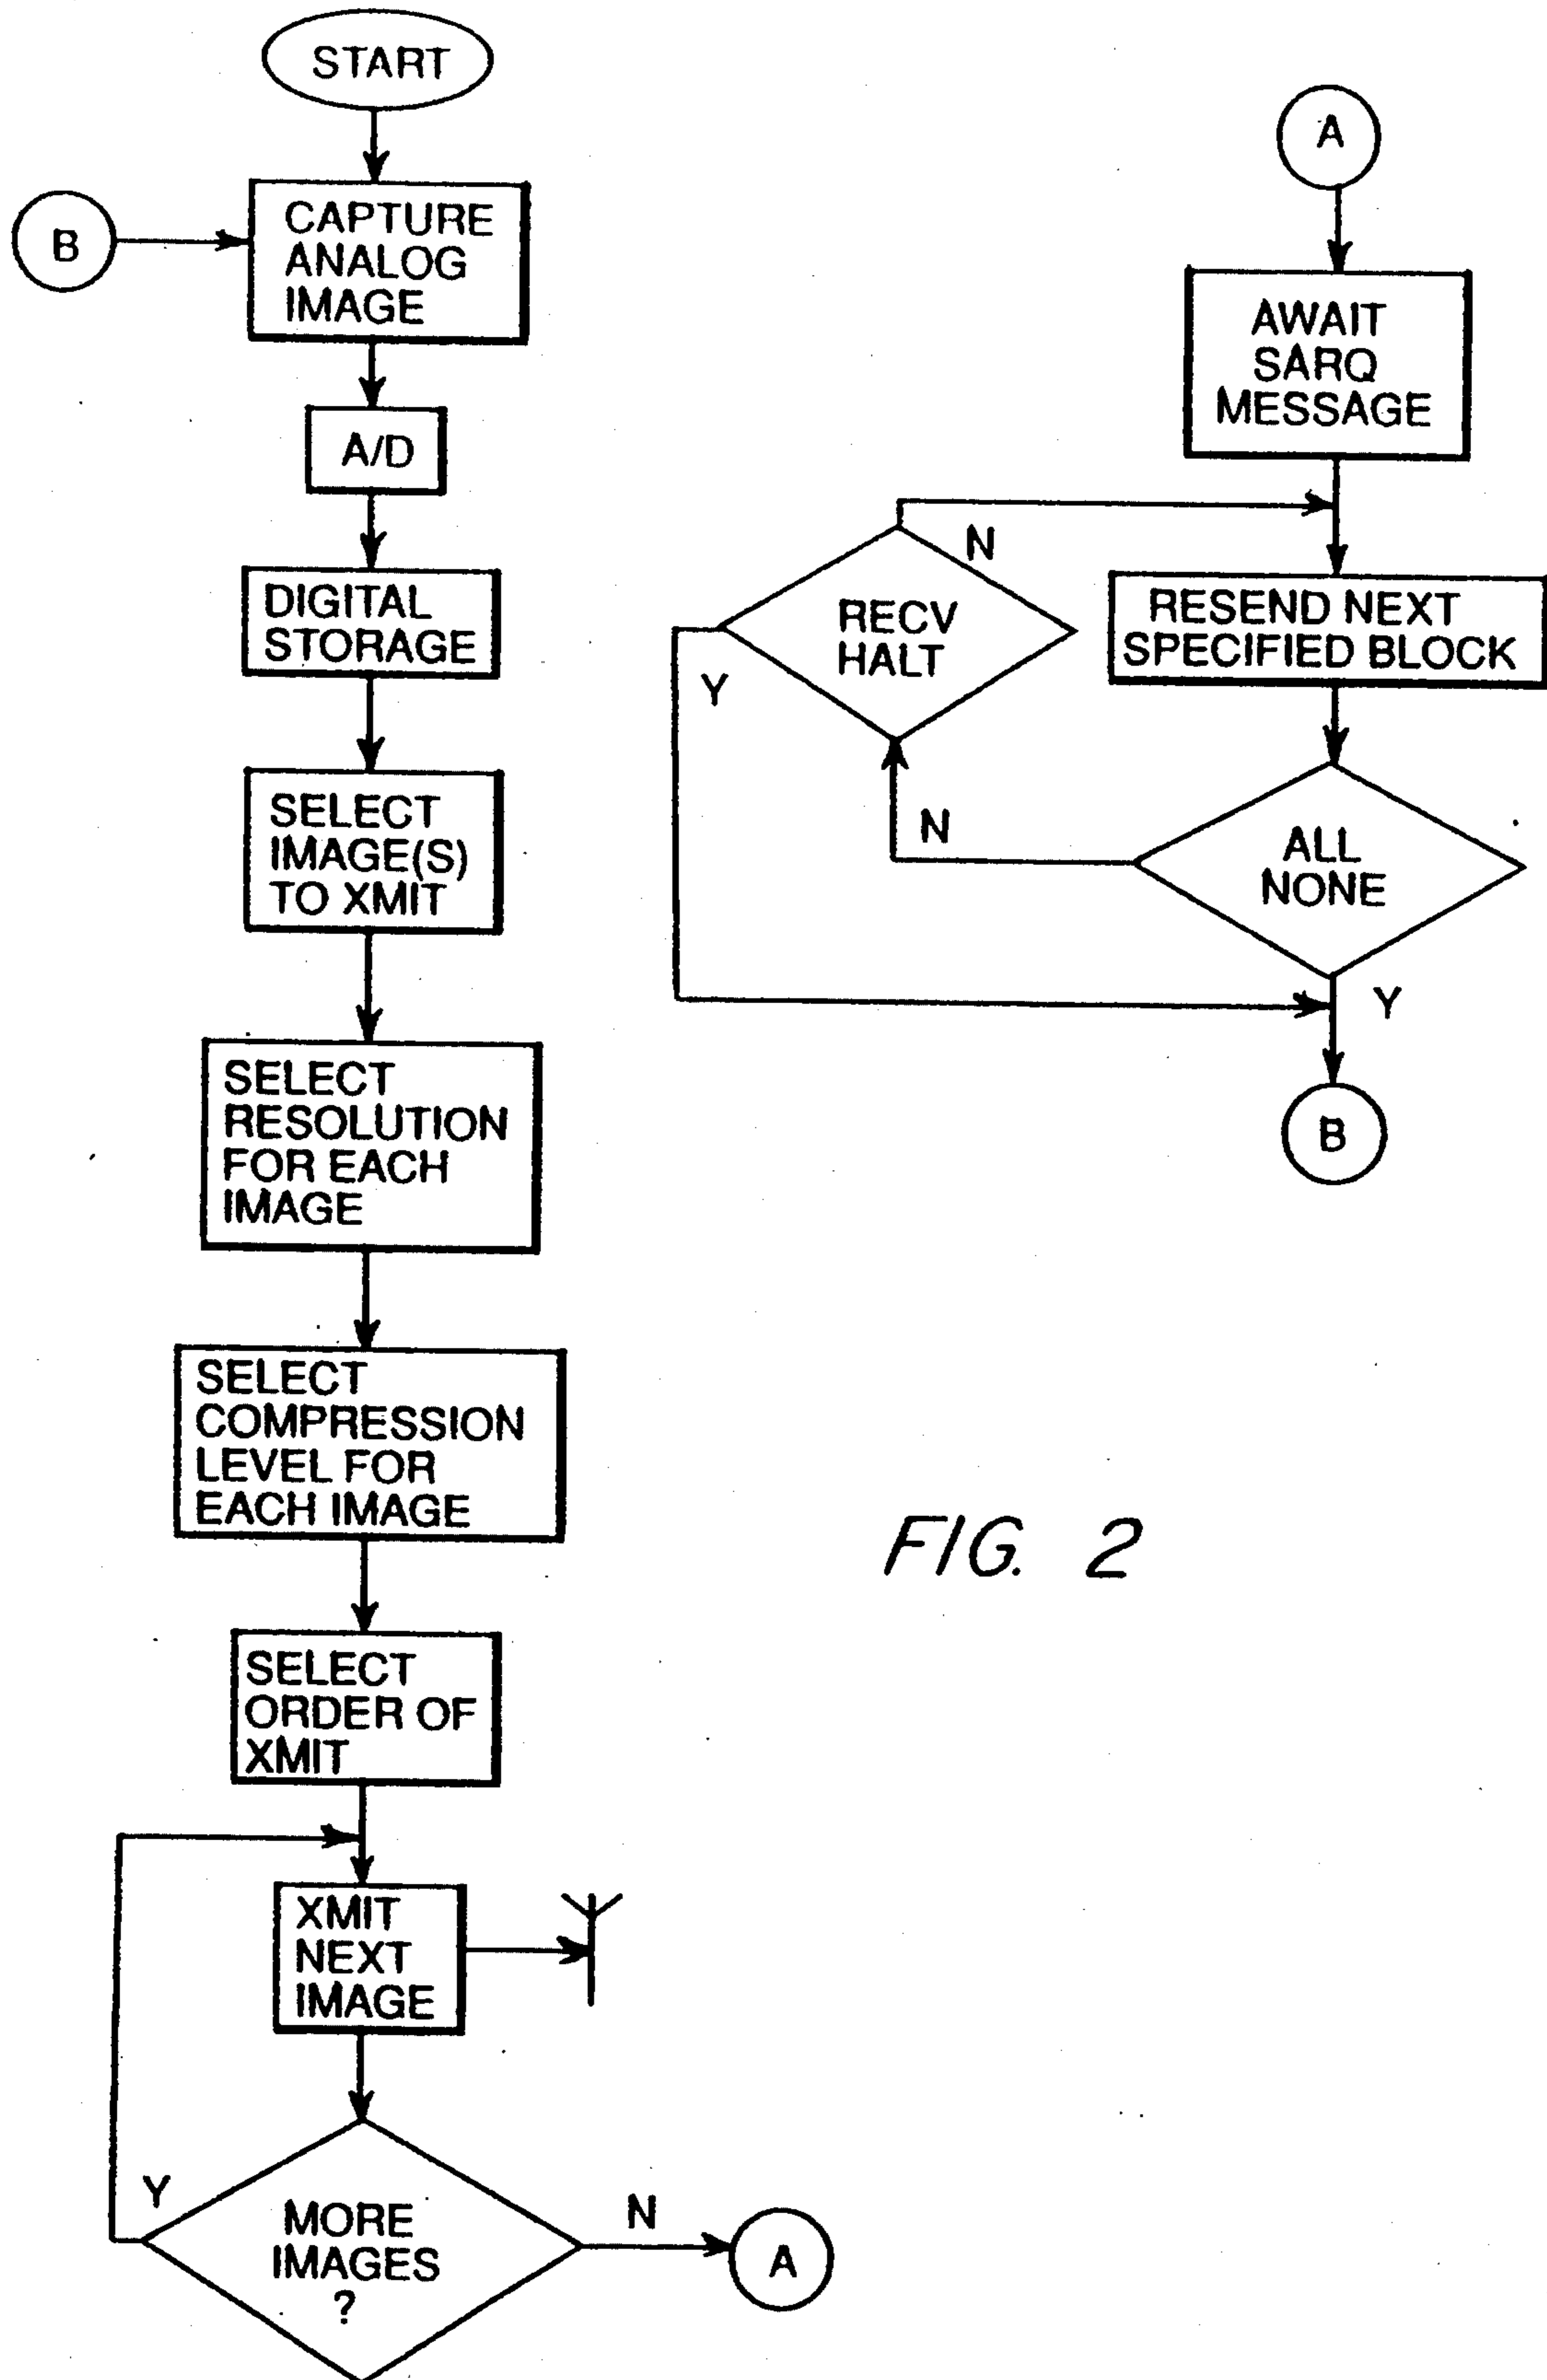 START
B
CAPTURE
ANALOG
IMAGE
A/D
DIGITAL
STORAGE
SELECT
IMAGE(S)
TO XMIT
SELECT
RESOLUTION
FOR EACH
IMAGE
SELECT
COMPRESSION
LEVEL FOR
EACH IMAGE
SELECT
ORDER OF
XMIT
XMIT
NEXT
IMAGE
Y
MORE
IMAGES
?
N
A
A
AWAIT
SARQ
MESSAGE
N
RECV
HALT
Y
RESEND NEXT
SPECIFIED BLOCK
N
ALL
NONE
Y
B
FIG. 2